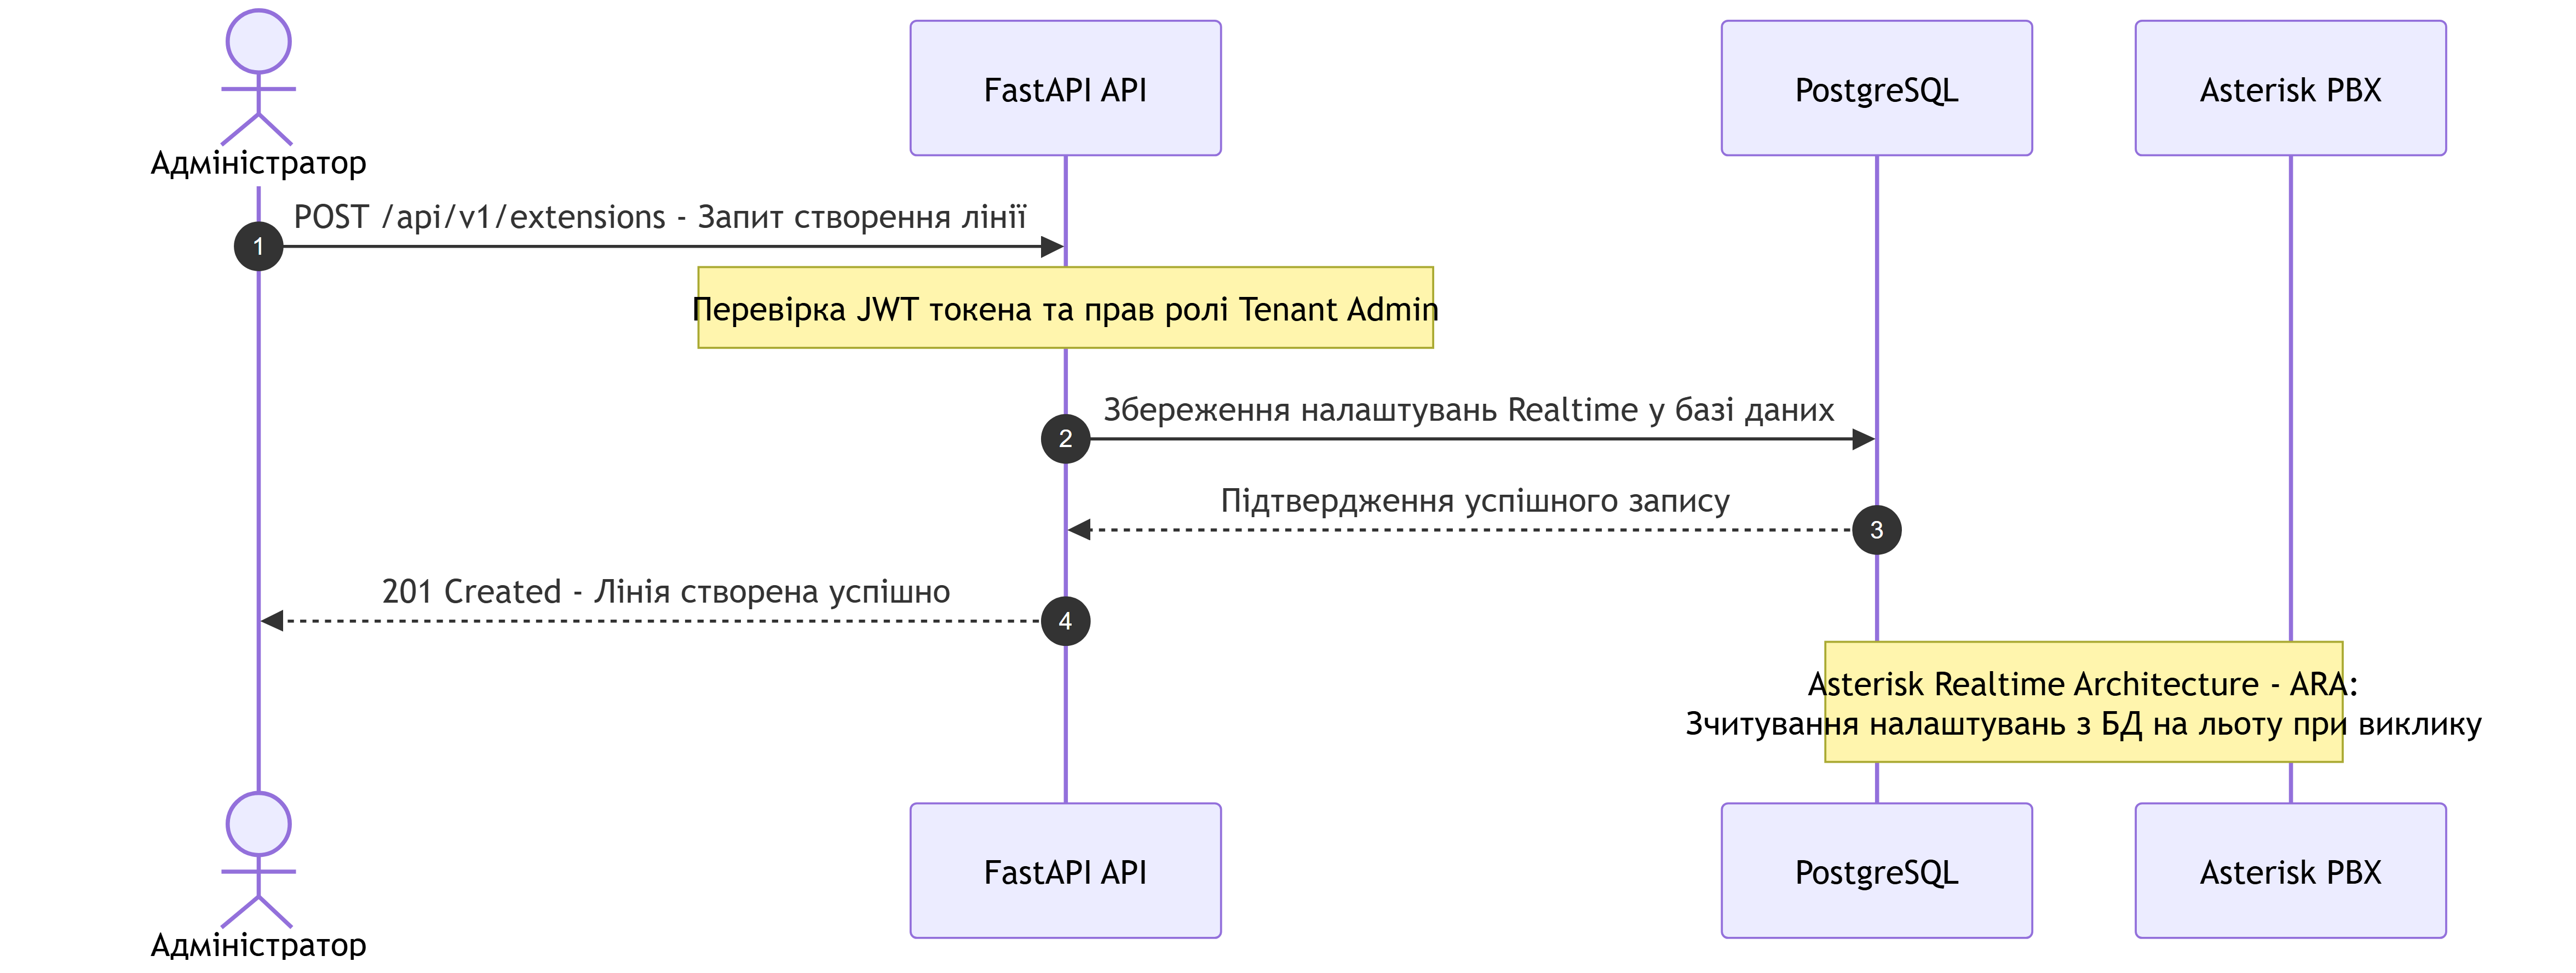 FastAPI API
PostgreSQL
Asterisk PBX
Адміністратор
POST /api/v1/extensions - Запит створення лінії
1
Перевірка JWT токена та прав ролі Tenant Admin
Збереження налаштувань Realtime у базі даних
2
Підтвердження успішного запису
3
201 Created - Лінія створена успішно
4
Asterisk Realtime Architecture - ARA:
Зчитування налаштувань з БД на льоту при виклику
FastAPI API
PostgreSQL
Asterisk PBX
Адміністратор